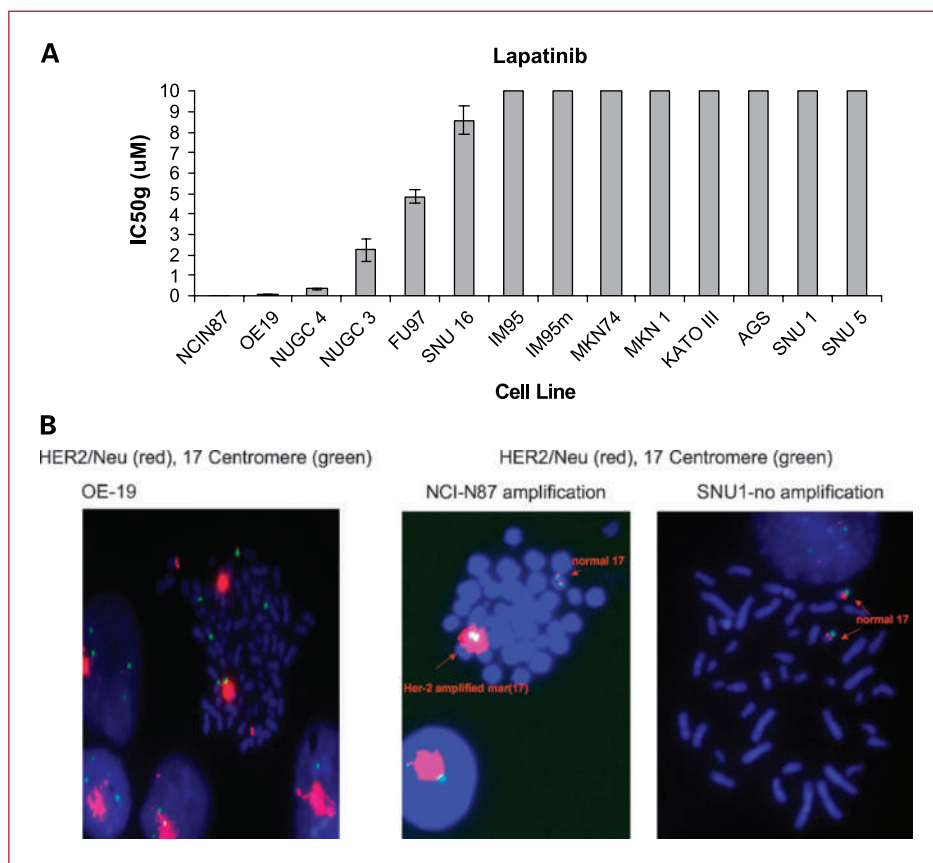 A
Lapatinib
IC50g (uM)
10
9
8
7
6
5
4
3
2
1
0
NCIN87
OE19
NUGC 4
NUGC 3
FU97
SNU 16
IM95
IM95m
MKN74
MKN 1
KATO III
AGS
SNU 1
SNU 5
Cell Line
B
HER2/Neu (red), 17 Centromere (green)
HER2/Neu (red), 17 Centromere (green)
OE-19
NCI-N87 amplification
SNU1-no amplification
normal 17
Her-2 amplified mar(17)
normal 17